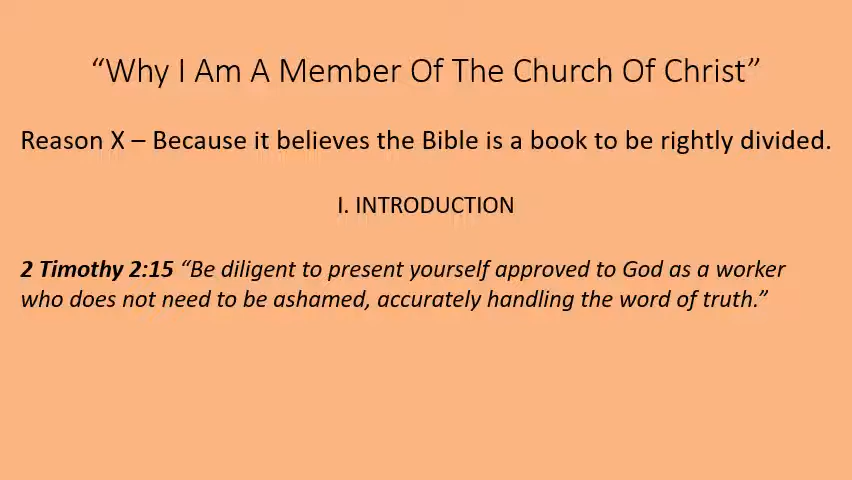 “Why I Am A Member Of The Church Of Christ”
Reason X – Because it believes the Bible is a book to be rightly divided.
I. INTRODUCTION
2 Timothy 2:15 “Be diligent to present yourself approved to God as a worker
who does not need to be ashamed, accurately handling the word of truth.”